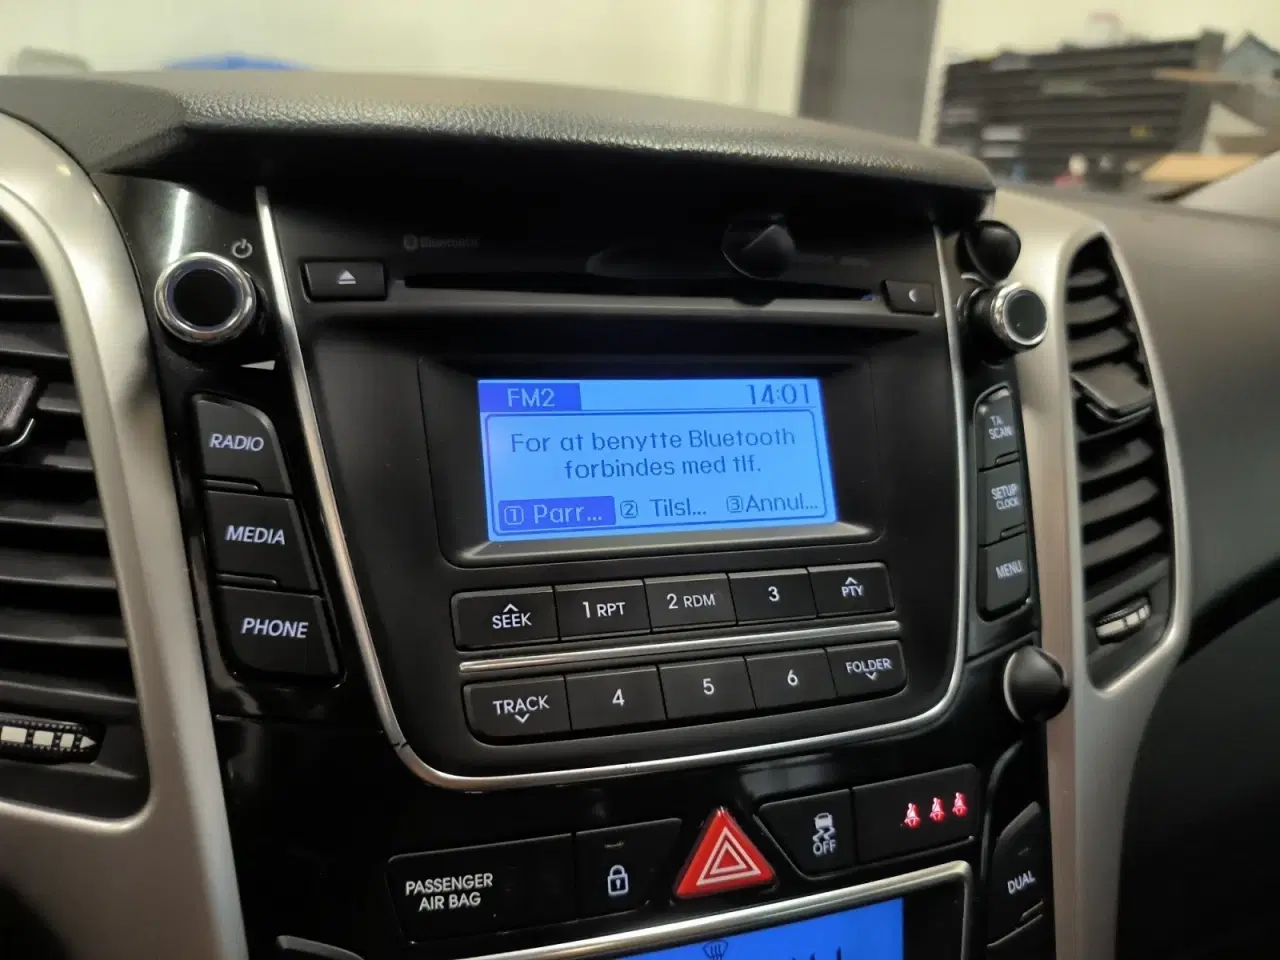 Bluetooth
FM2 14:01
For at benytte Bluetooth
forbindes med tlf.
1 Parr... 2 Tilsl... 3 Annul...
RADIO
MEDIA
PHONE
TA
SCAN
SETUP
CLOCK
MENU
SEEK
1 RPT
2 RDM
3
PTY
TRACK
4
5
6
FOLDER
PASSENGER
AIR BAG
OFF
DUAL